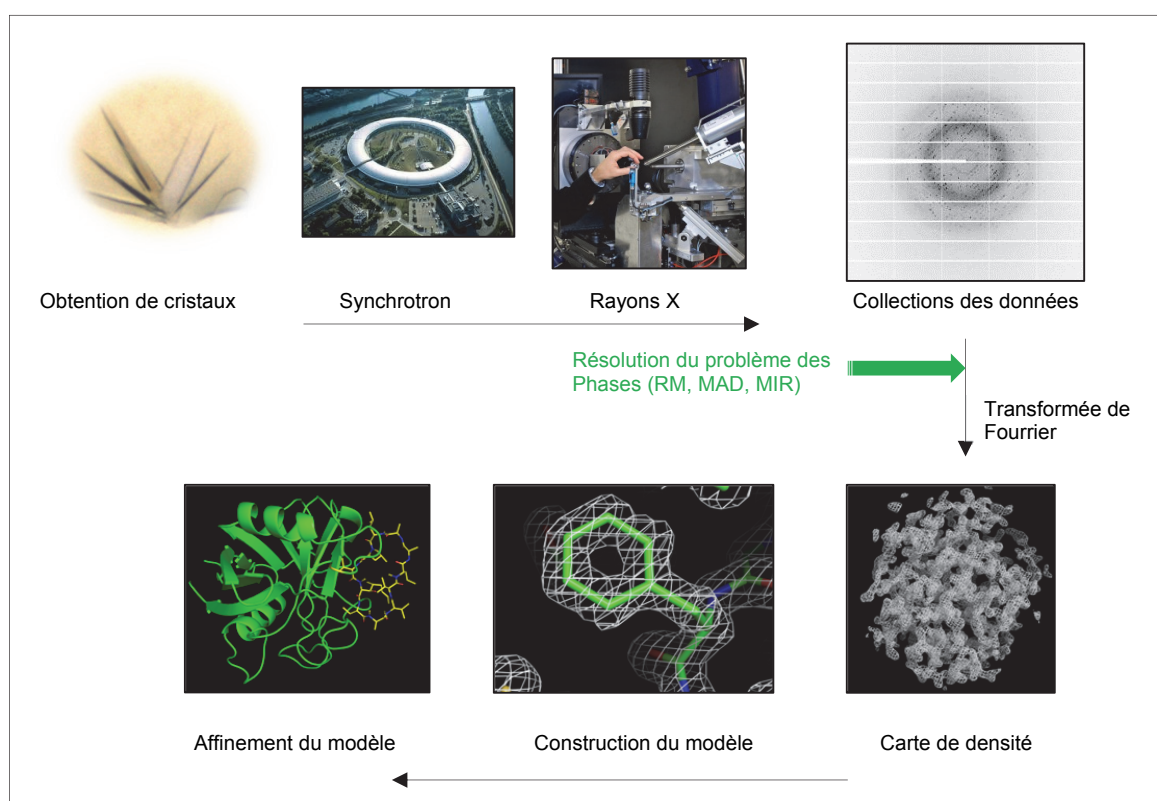 Obtention de cristaux
Synchrotron
Rayons X
Collections des données
Résolution du problème des
Phases (RM, MAD, MIR)
Transformée de
Fourrier
Affinement du modèle
Construction du modèle
Carte de densité